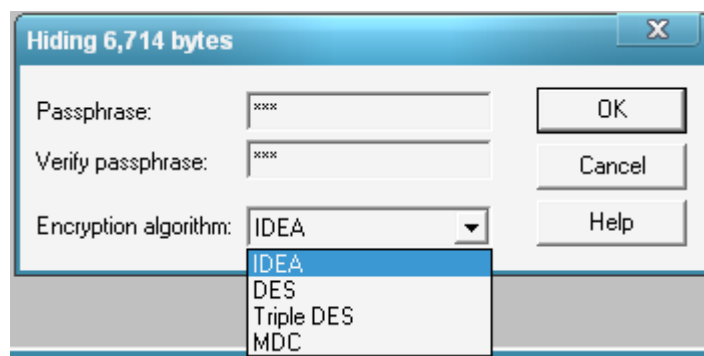 Hiding 6,714 bytes
Passphrase: *** OK
Verify passphrase: *** Cancel
Encryption algorithm: IDEA Help
IDEA
DES
Triple DES
MDC